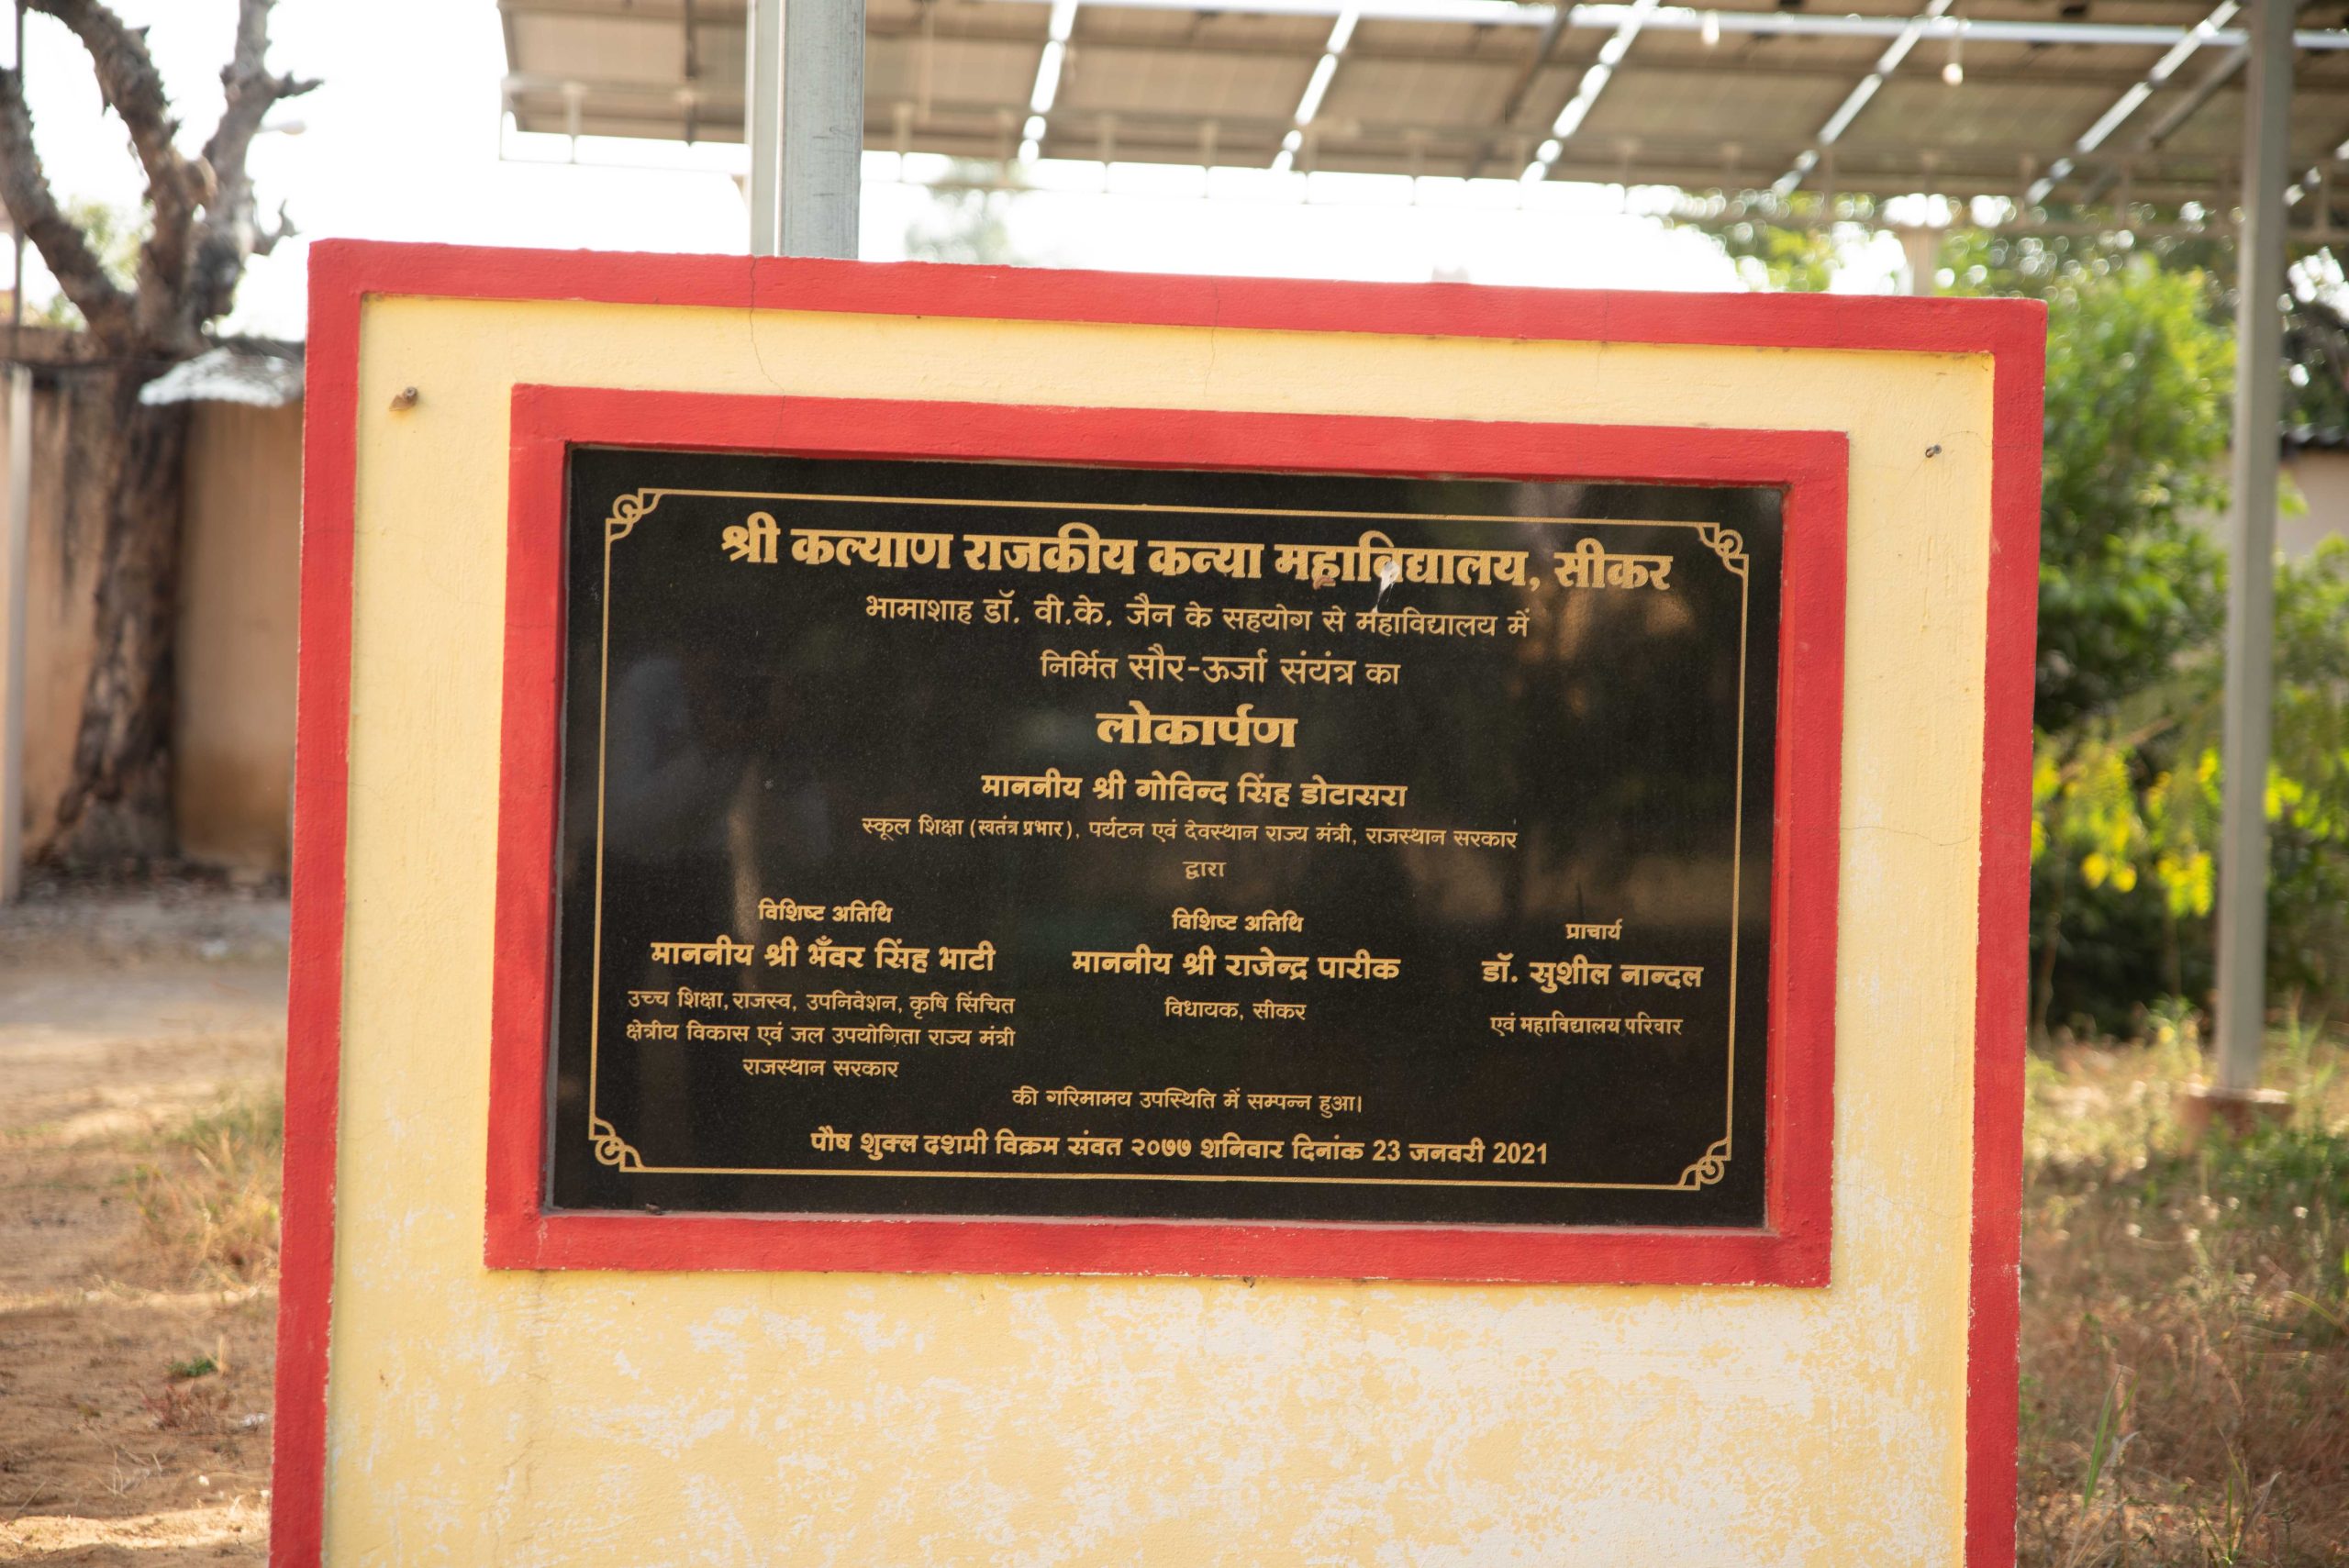 श्री कल्याण राजकीय कन्या महाविद्यालय, सीकर
भामाशाह डॉ. वी.के. जैन के सहयोग से महाविद्यालय में
निर्मित सौर-ऊर्जा संयंत्र का
लोकार्पण
माननीय श्री गोविन्द सिंह डोटासरा
स्कूल शिक्षा (स्वतंत्र प्रभार), पर्यटन एवं देवस्थान राज्य मंत्री, राजस्थान सरकार
द्वारा
विशिष्ट अतिथि
माननीय श्री भँवर सिंह भाटी
उच्च शिक्षा, राजस्व, उपनिवेशन, कृषि सिंचित
क्षेत्रीय विकास एवं जल उपयोगिता राज्य मंत्री
राजस्थान सरकार
विशिष्ट अतिथि
माननीय श्री राजेन्द्र पारीक
विधायक, सीकर
प्राचार्य
डॉ. सुशील नान्दल
एवं महाविद्यालय परिवार
की गरिमामय उपस्थिति में सम्पन्न हुआ।
पौष शुक्ल दशमी विक्रम संवत २०७७ शनिवार दिनांक 23 जनवरी 2021